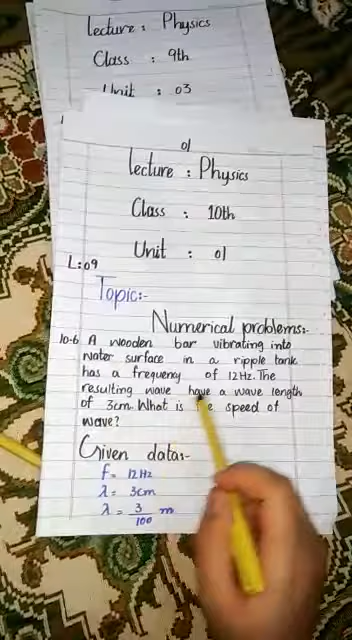 Lecture : Physics
Class : 9th
Unit : 03
01
Lecture : Physics
Class : 10th
Unit : 01
L:09
Topic:-
Numerical problems:-
10-6 A wooden bar vibrating into
water surface in a ripple tank
has a frequency of 12Hz. The
resulting wave have a wave length
of 3cm. What is speed of
wave?
Given data:-
f = 12Hz
λ = 3cm
λ = 3/100 m